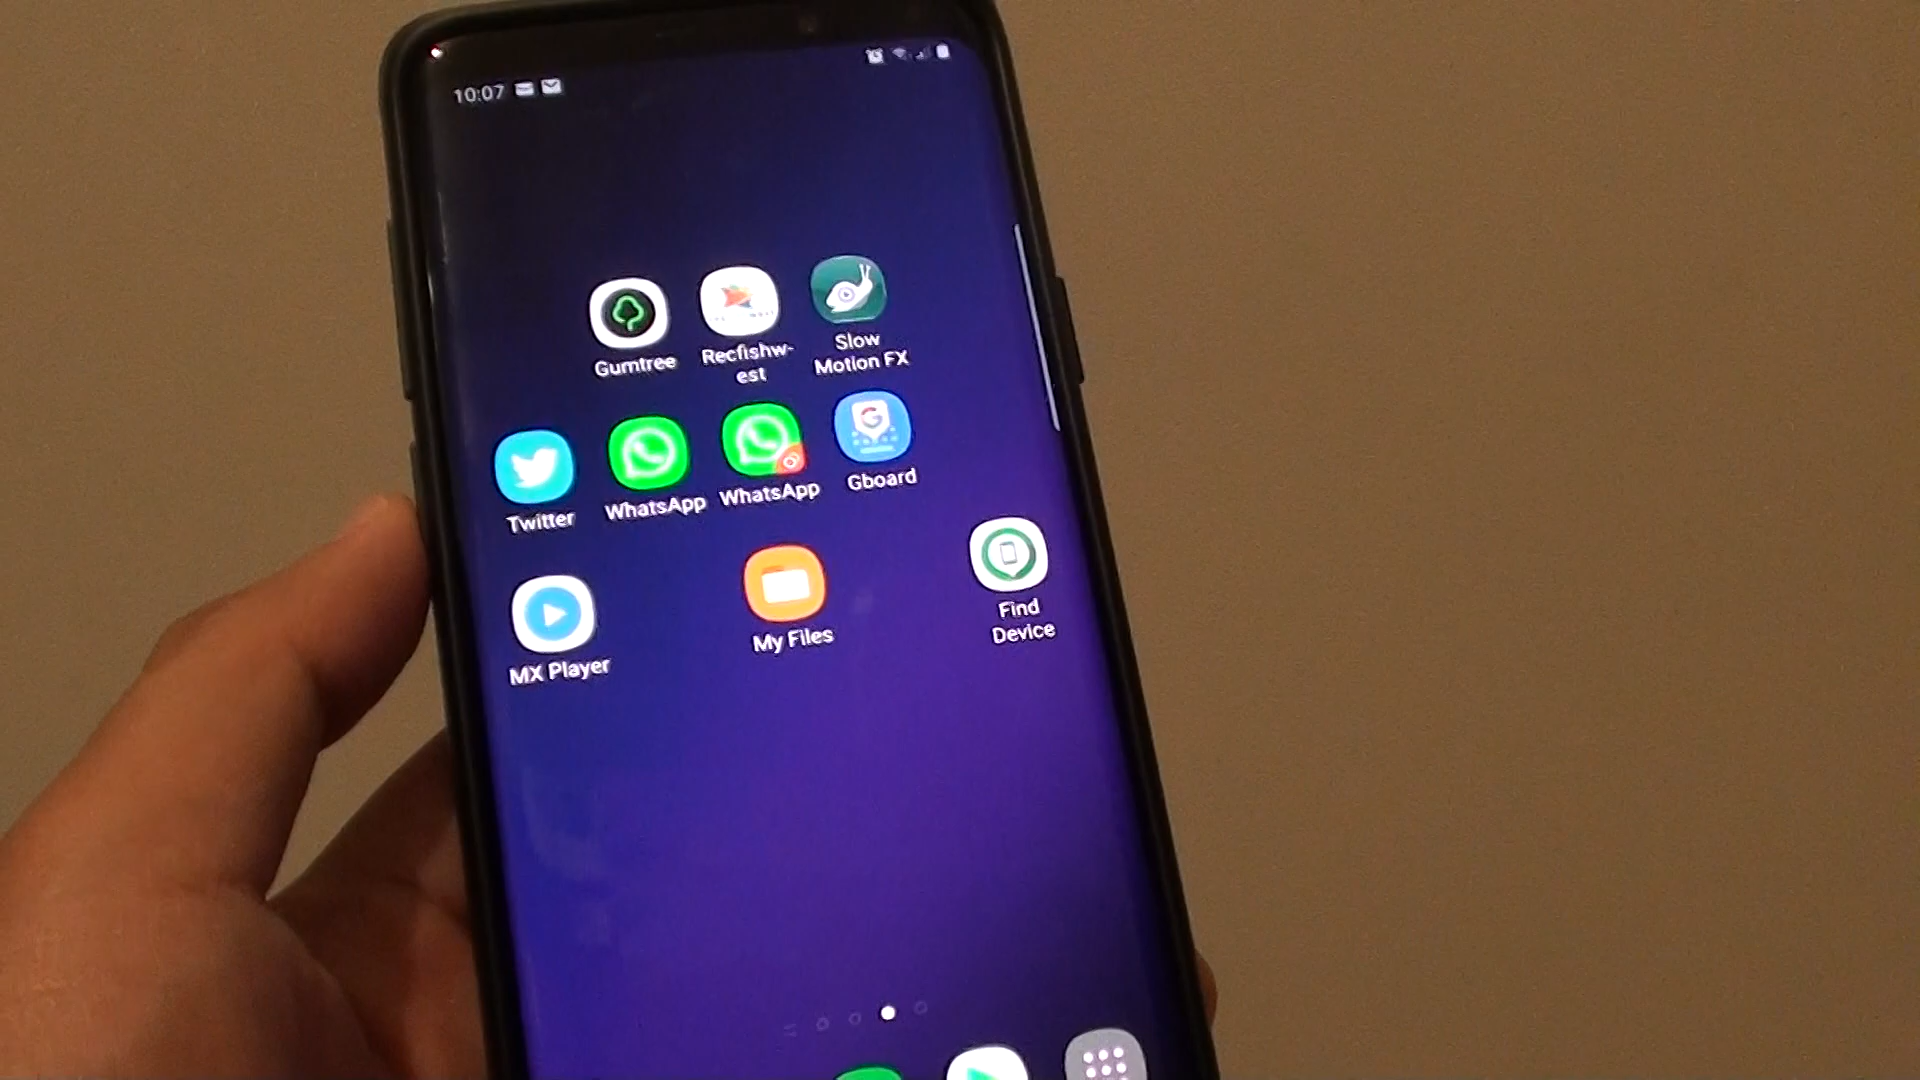 10:07
Gumtree
Recfishw-
est
Slow
Motion FX
Twitter
WhatsApp
WhatsApp
Gboard
MX Player
My Files
Find
Device